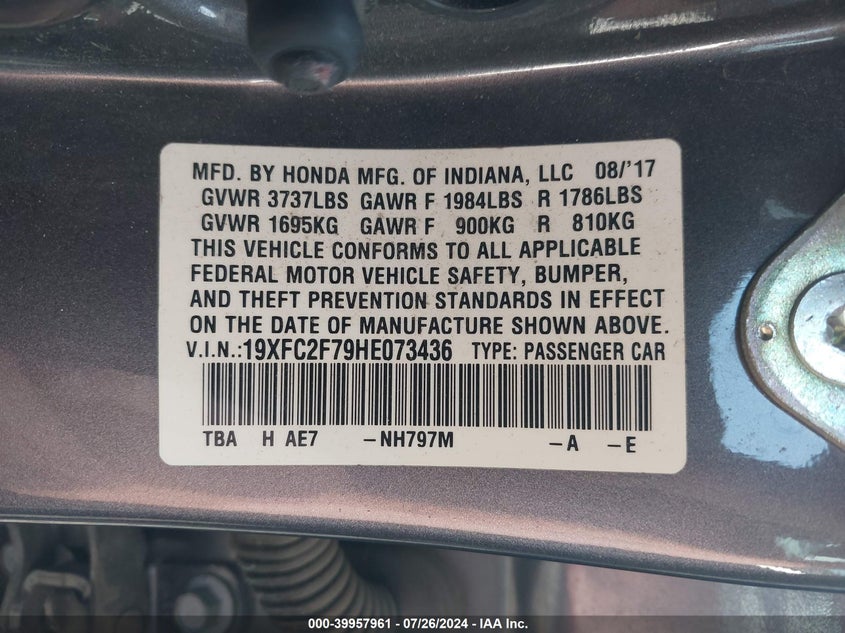 MFD. BY HONDA MFG. OF INDIANA, LLC 08/'17
GVWR 3737LBS GAWR F 1984LBS R 1786LBS
GVWR 1695KG GAWR F 900KG R 810KG
THIS VEHICLE CONFORMS TO ALL APPLICABLE
FEDERAL MOTOR VEHICLE SAFETY, BUMPER,
AND THEFT PREVENTION STANDARDS IN EFFECT
ON THE DATE OF MANUFACTURE SHOWN ABOVE.
V.I.N.:19XFC2F79HE073436 TYPE: PASSENGER CAR
TBA H AE7 –NH797M –A –E
000-39957961 - 07/26/2024 - IAA Inc.